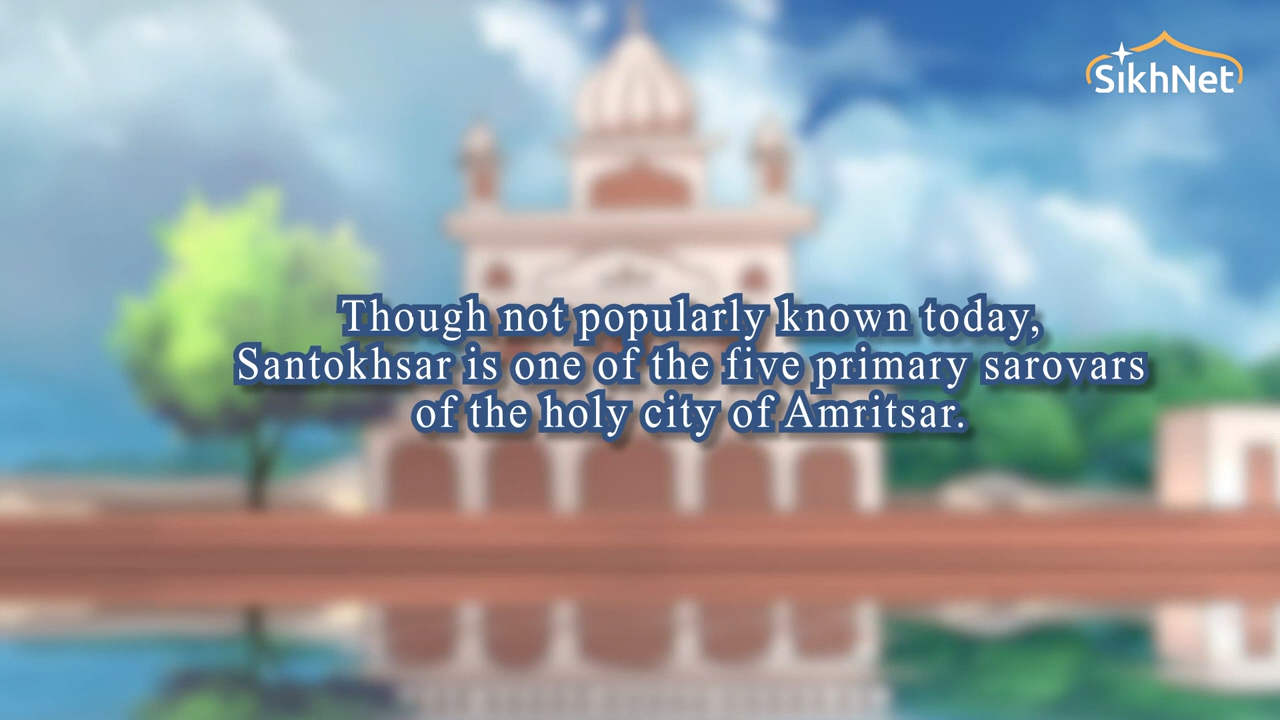 SikhNet
Though not popularly known today,
Santokhsar is one of the five primary sarovars
of the holy city of Amritsar.